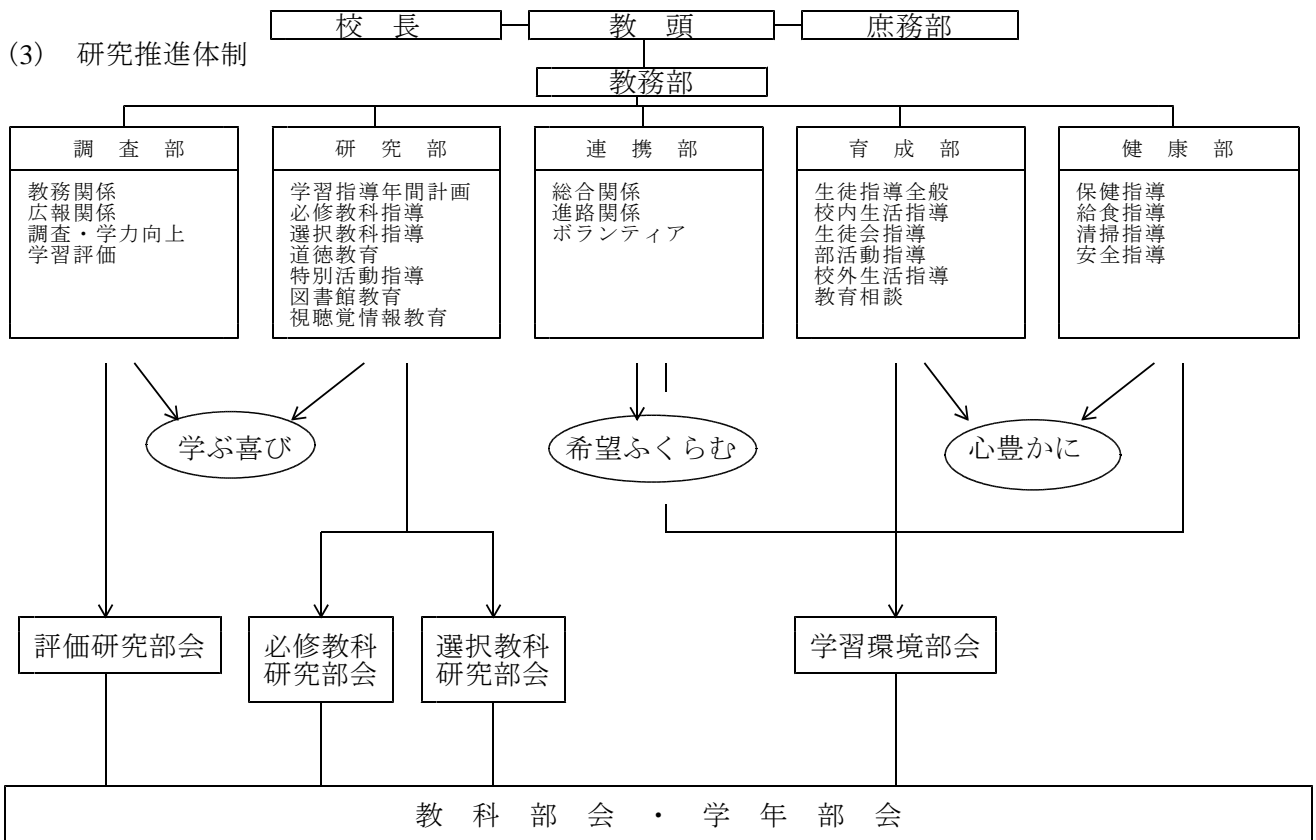 校　長
教　頭
庶務部
(3)　研究推進体制
教務部
調　査　部
教務関係
広報関係
調査・学力向上
学習評価
研　究　部
学習指導年間計画
必修教科指導
選択教科指導
道徳教育
特別活動指導
図書館教育
視聴覚情報教育
連　携　部
総合関係
進路関係
ボランティア
育　成　部
生徒指導全般
校内生活指導
生徒会指導
部活動指導
校外生活指導
教育相談
健　康　部
保健指導
給食指導
清掃指導
安全指導
学ぶ喜び
希望ふくらむ
心豊かに
評価研究部会
必修教科
研究部会
選択教科
研究部会
学習環境部会
教　科　部　会　・　学　年　部　会